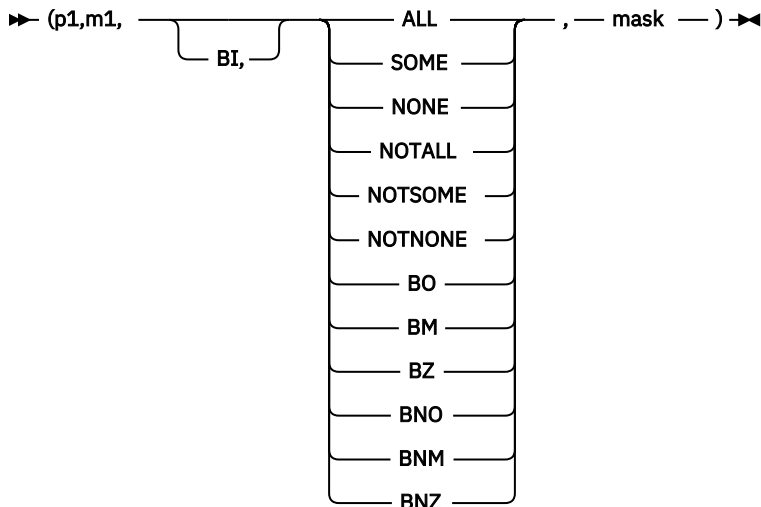 (p1,m1, ALL , mask )
BI, SOME
NONE
NOTALL
NOTSOME
NOTNONE
BO
BM
BZ
BNO
BNM
BNZ